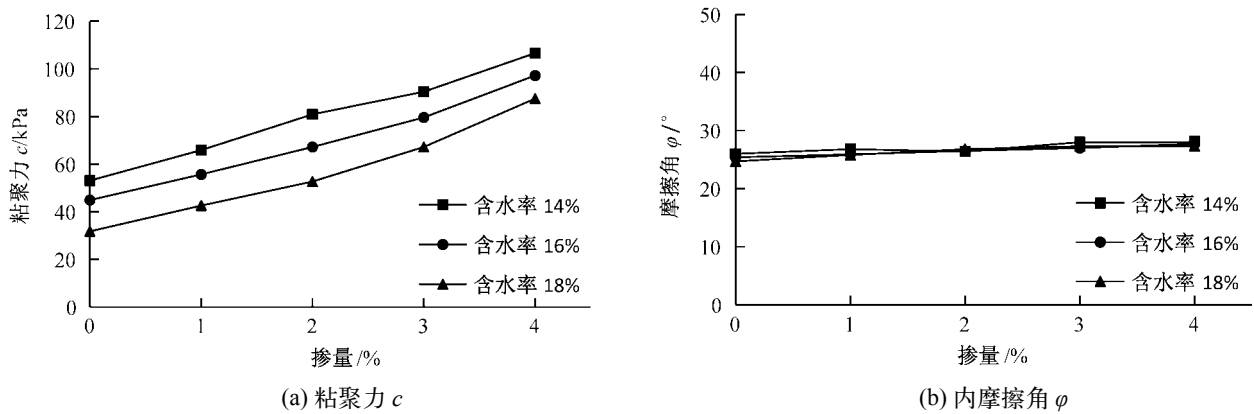 120
100
80
60
40
20
0
粘聚力 c/kPa
含水率 14%
含水率 16%
含水率 18%
0 1 2 3 4
掺量 /%
(a) 粘聚力 c
50
40
30
20
10
0
摩擦角 φ /°
含水率 14%
含水率 16%
含水率 18%
0 1 2 3 4
掺量 /%
(b) 内摩擦角 φ